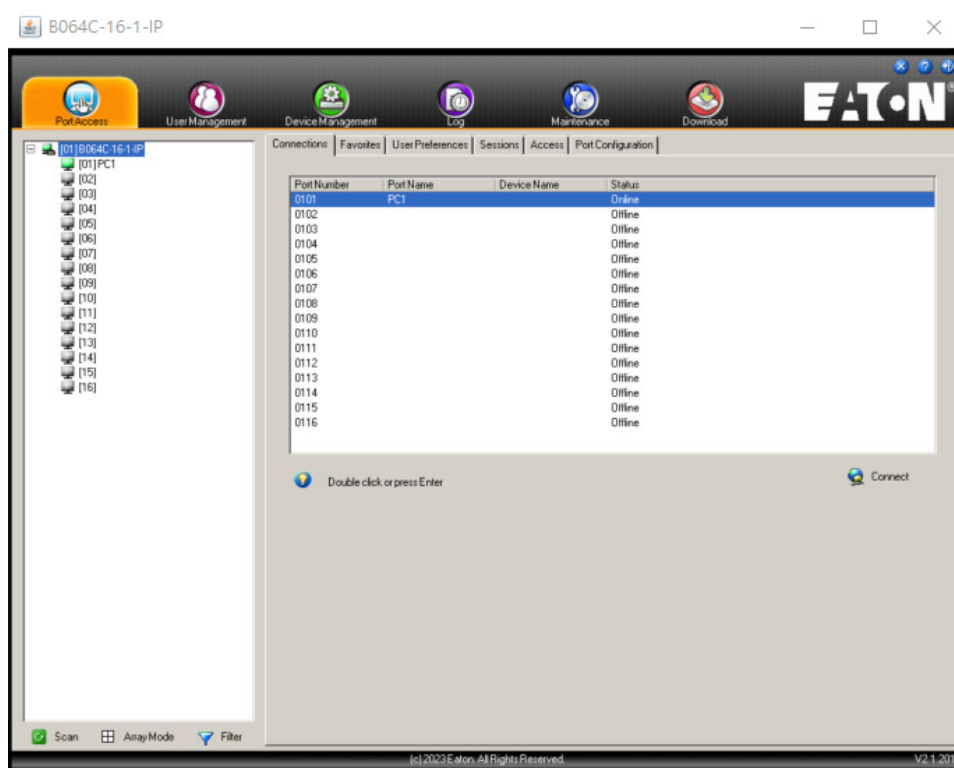 B064C-16-1-IP
EATON®
Port Access User Management Device Management Log Maintenance Download
[01]B064C-16-1-IP
[01]PC1
[02]
[03]
[04]
[05]
[06]
[07]
[08]
[09]
[10]
[11]
[12]
[13]
[14]
[15]
[16]
Connections Favorites User Preferences Sessions Access Port Configuration
Port Number Port Name Device Name Status
0101 PC1 Online
0102 Offline
0103 Offline
0104 Offline
0105 Offline
0106 Offline
0107 Offline
0108 Offline
0109 Offline
0110 Offline
0111 Offline
0112 Offline
0113 Offline
0114 Offline
0115 Offline
0116 Offline
Double click or press Enter
Connect
Scan Array Mode Filter
(c) 2023 Eaton. All Rights Reserved.
V2.1.201